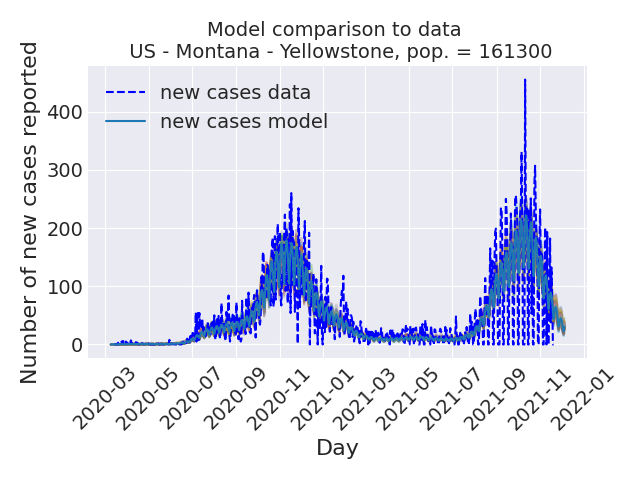 Model comparison to data
US - Montana - Yellowstone, pop. = 161300
Number of new cases reported
new cases data
new cases model
400
300
200
100
0
2020-03
2020-05
2020-07
2020-09
2020-11
2021-01
2021-03
2021-05
2021-07
2021-09
2021-11
2022-01
Day